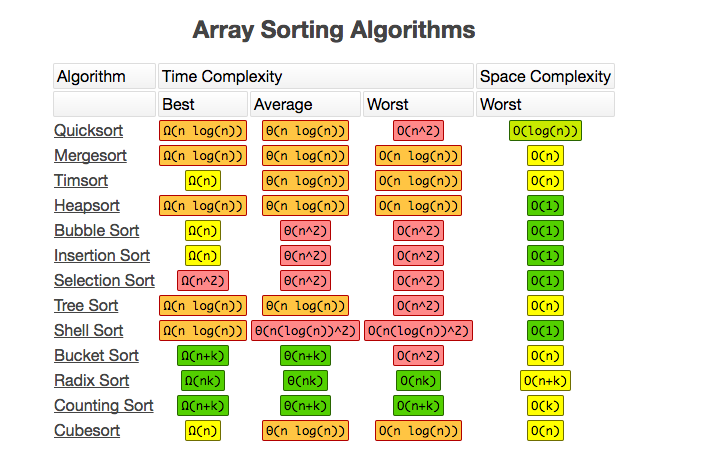 Array Sorting Algorithms
Algorithm Time Complexity Space Complexity
Best Average Worst Worst
Quicksort Ω(n log(n)) θ(n log(n)) O(n^2) O(log(n))
Mergesort Ω(n log(n)) θ(n log(n)) O(n log(n)) O(n)
Timsort Ω(n) θ(n log(n)) O(n log(n)) O(n)
Heapsort Ω(n log(n)) θ(n log(n)) O(n log(n)) O(1)
Bubble Sort Ω(n) θ(n^2) O(n^2) O(1)
Insertion Sort Ω(n) θ(n^2) O(n^2) O(1)
Selection Sort Ω(n^2) θ(n^2) O(n^2) O(1)
Tree Sort Ω(n log(n)) θ(n log(n)) O(n^2) O(n)
Shell Sort Ω(n log(n)) θ(n(log(n))^2) O(n(log(n))^2) O(1)
Bucket Sort Ω(n+k) θ(n+k) O(n^2) O(n)
Radix Sort Ω(nk) θ(nk) O(nk) O(n+k)
Counting Sort Ω(n+k) θ(n+k) O(n+k) O(k)
Cubesort Ω(n) θ(n log(n)) O(n log(n)) O(n)